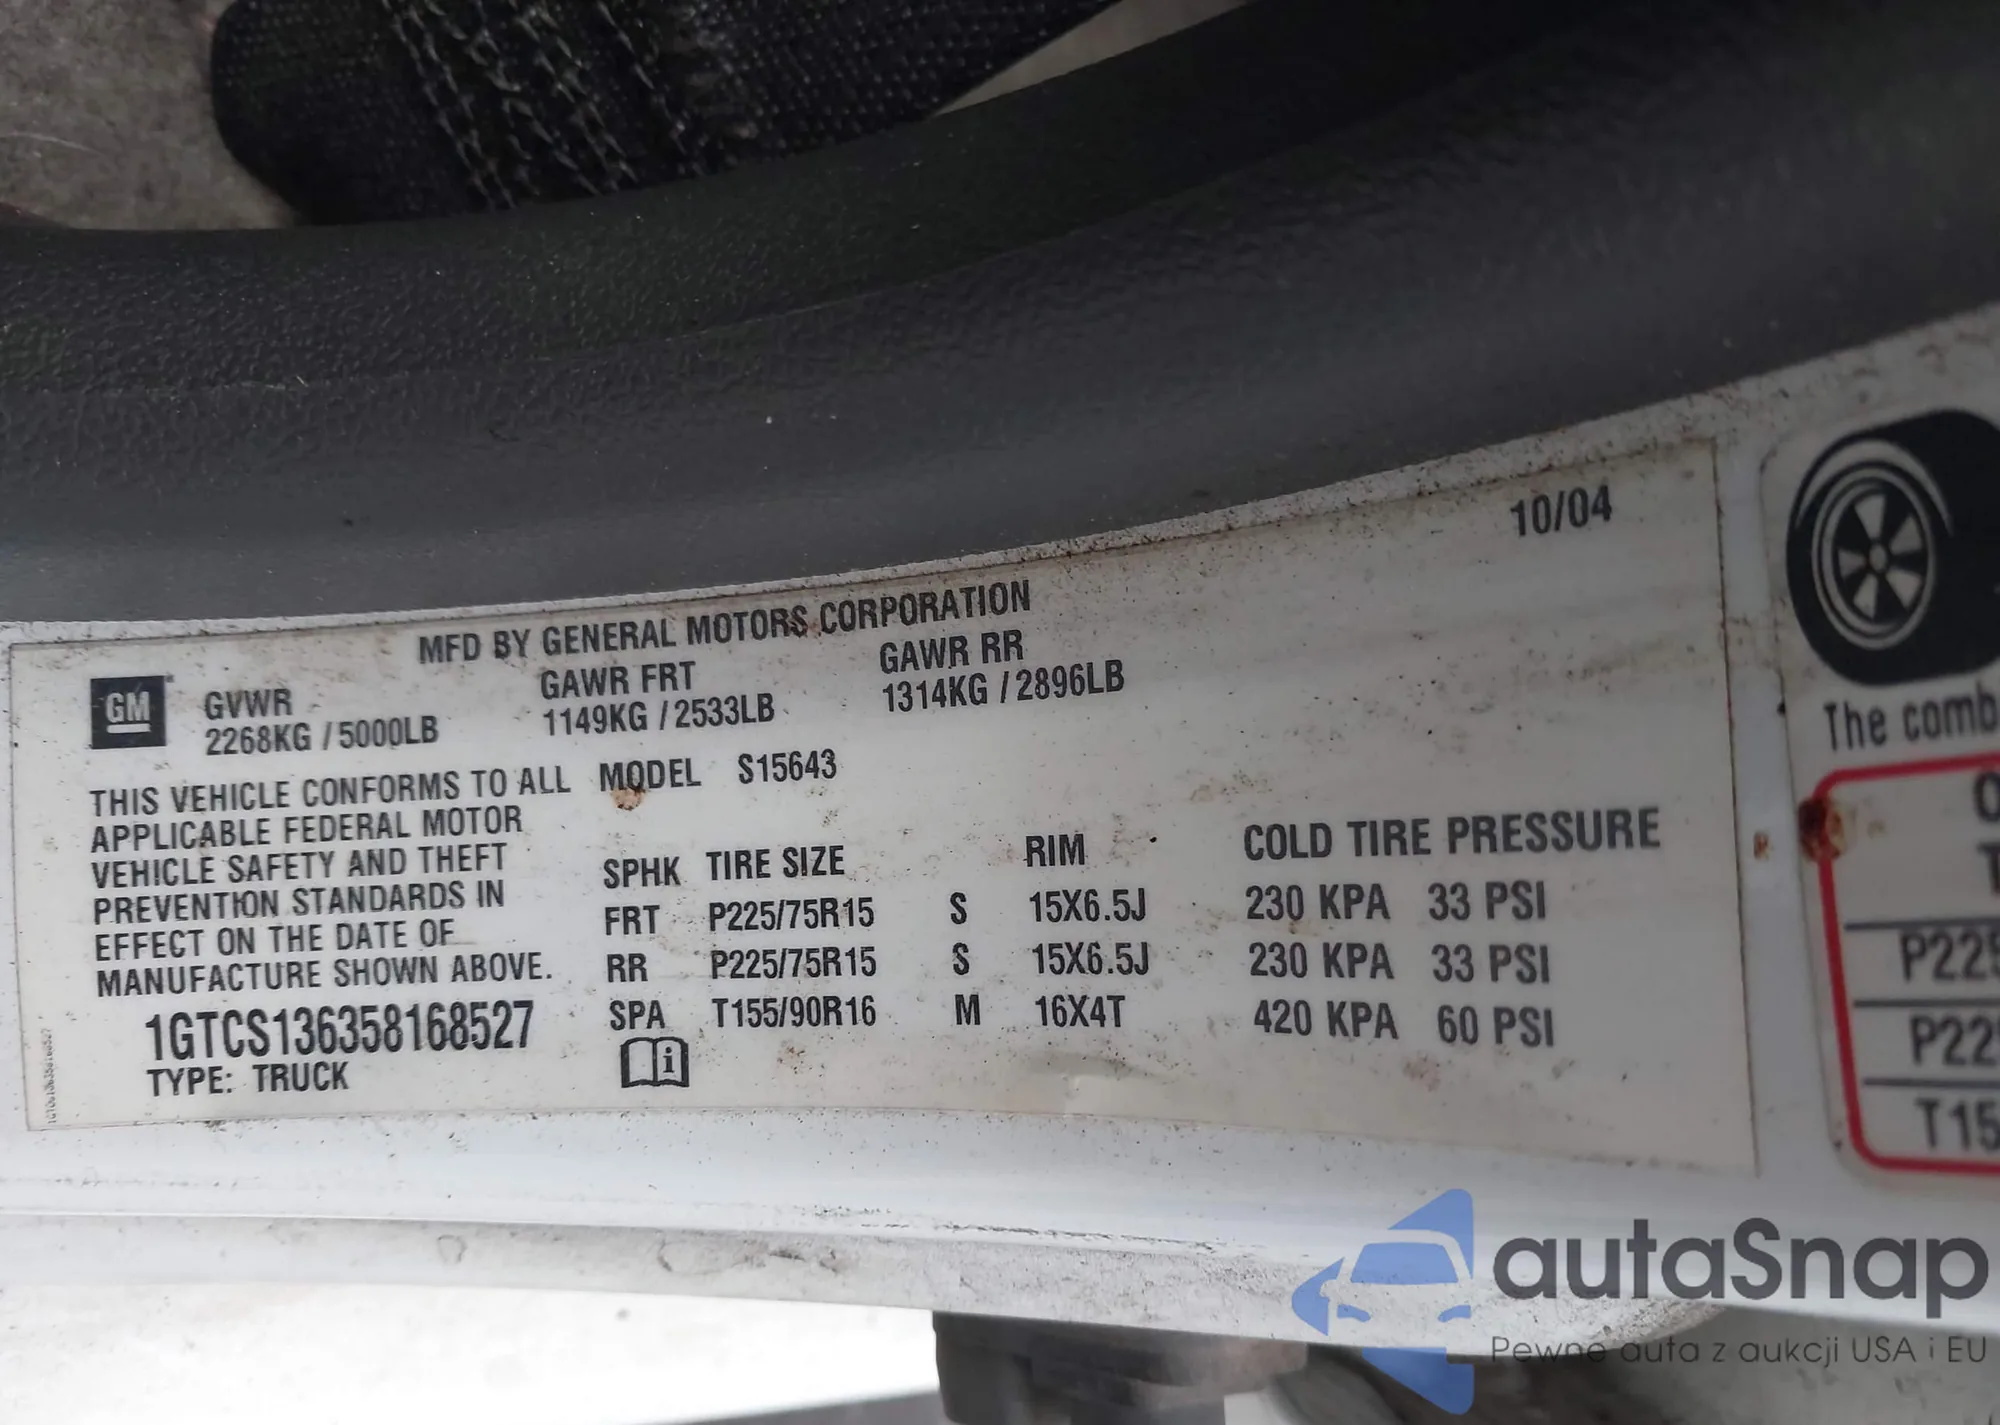 10/04
MFD BY GENERAL MOTORS CORPORATION
GM
GVWR GAWR FRT GAWR RR
2268KG / 5000LB 1149KG / 2533LB 1314KG / 2896LB
THIS VEHICLE CONFORMS TO ALL
APPLICABLE FEDERAL MOTOR
VEHICLE SAFETY AND THEFT
PREVENTION STANDARDS IN
EFFECT ON THE DATE OF
MANUFACTURE SHOWN ABOVE.
1GTCS136358168527
TYPE: TRUCK
MODEL S15643
SPHK TIRE SIZE RIM COLD TIRE PRESSURE
FRT P225/75R15 S 15X6.5J 230 KPA 33 PSI
RR P225/75R15 S 15X6.5J 230 KPA 33 PSI
SPA T155/90R16 M 16X4T 420 KPA 60 PSI
i
The comb
P225
P22
T15
autaSnap
Pewne auta z aukcji USA i EU